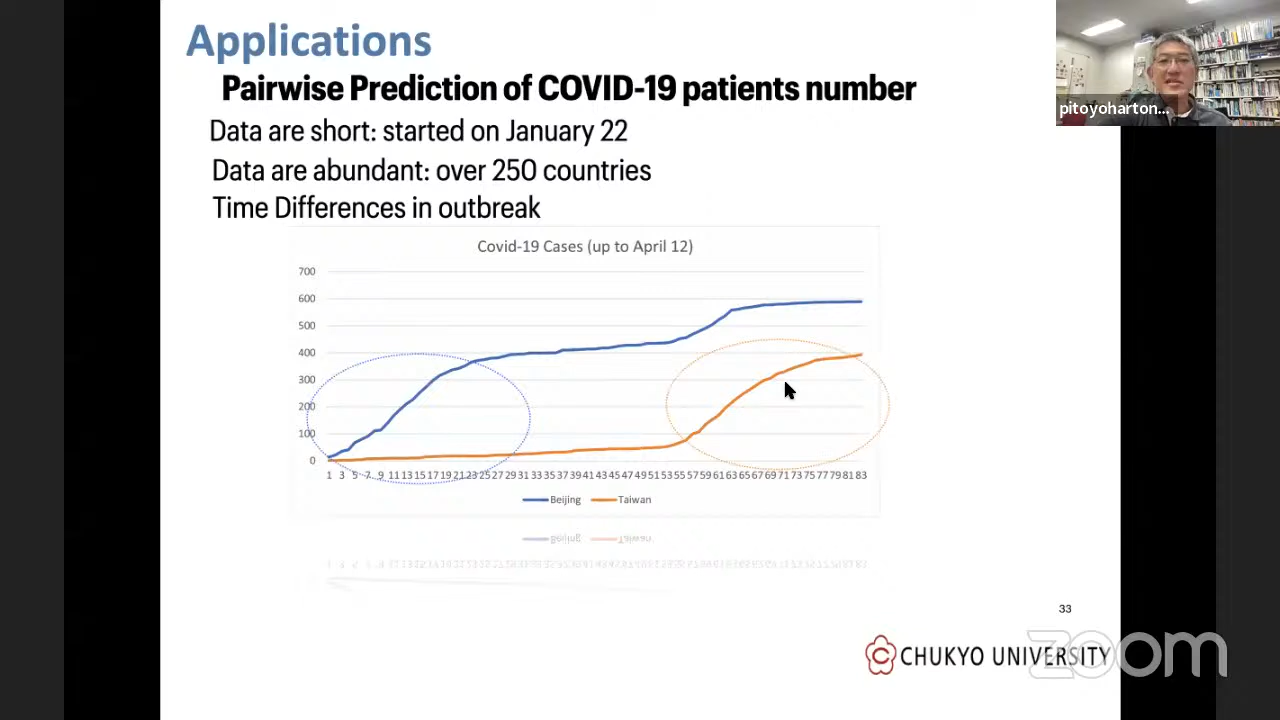 Applications
Pairwise Prediction of COVID-19 patients number
pitoyoharton...
Data are short: started on January 22
Data are abundant: over 250 countries
Time Differences in outbreak
Covid-19 Cases (up to April 12)
700
600
500
400
300
200
100
0
1 3 5 7 9 11 13 15 17 19 21 23 25 27 29 31 33 35 37 39 41 43 45 47 49 51 53 55 57 59 61 63 65 67 69 71 73 75 77 79 81 83
Beijing Taiwan
33
CHUKYO UNIVERSITY
zoom